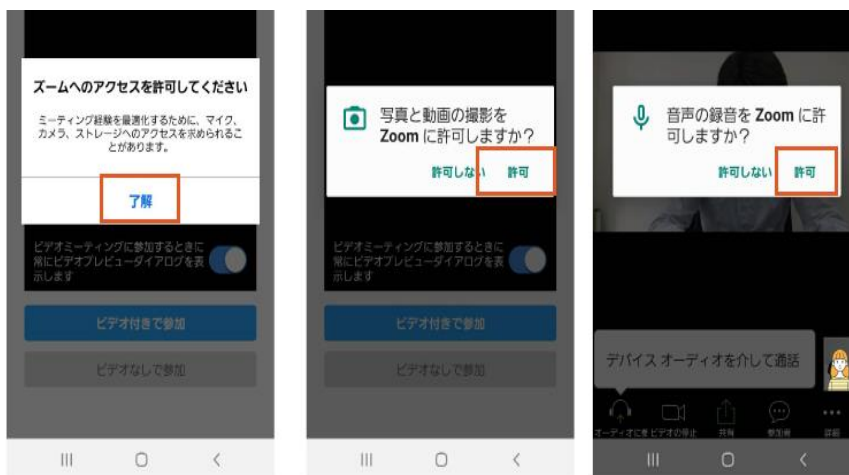 ズームへのアクセスを許可してください
ミーティング経験を最適化するために、マイク、
カメラ、ストレージへのアクセスを求められるこ
とがあります。
了解
ビデオミーティングに参加するときに
常にビデオプレビューダイアログを表
示します
ビデオ付きで参加
ビデオなしで参加
写真と動画の撮影を
Zoom に許可しますか？
許可しない 許可
ビデオミーティングに参加するときに
常にビデオプレビューダイアログを表
示します
ビデオ付きで参加
ビデオなしで参加
音声の録音を Zoom に許
可しますか？
許可しない 許可
デバイス オーディオを介して通話
ビデオの停止 共有 参加者 詳細